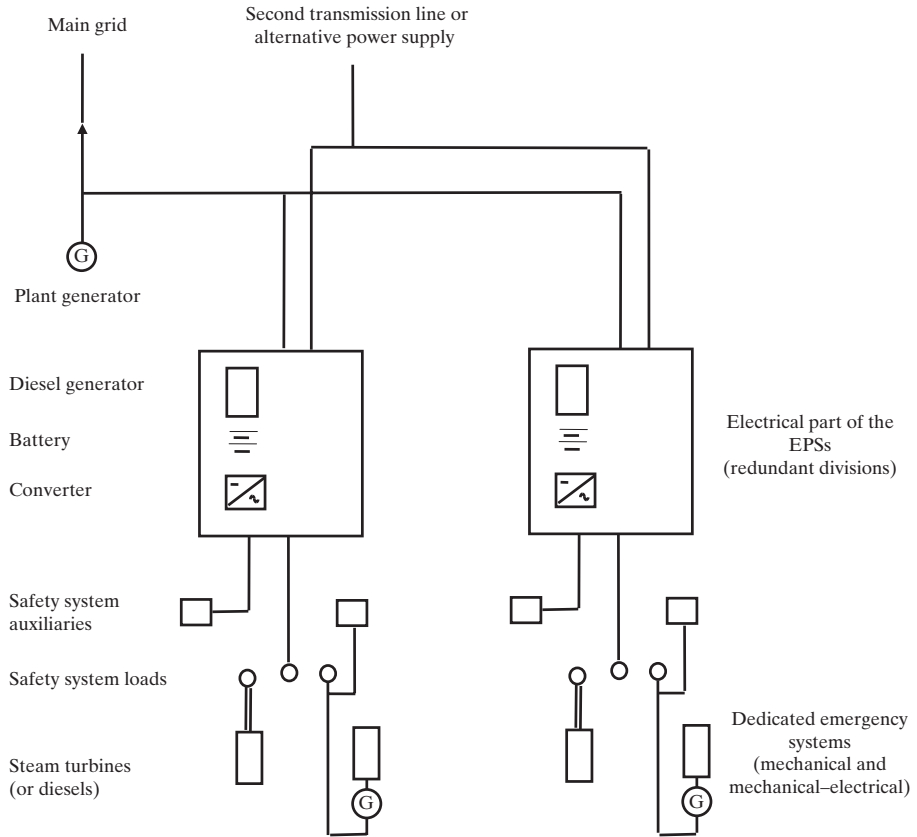 Main grid
Second transmission line or
alternative power supply
G
Plant generator
Diesel generator
Battery
Converter
Electrical part of the
EPSs
(redundant divisions)
Safety system
auxiliaries
Safety system loads
Steam turbines
(or diesels)
G
G
Dedicated emergency
systems
(mechanical and
mechanical–electrical)